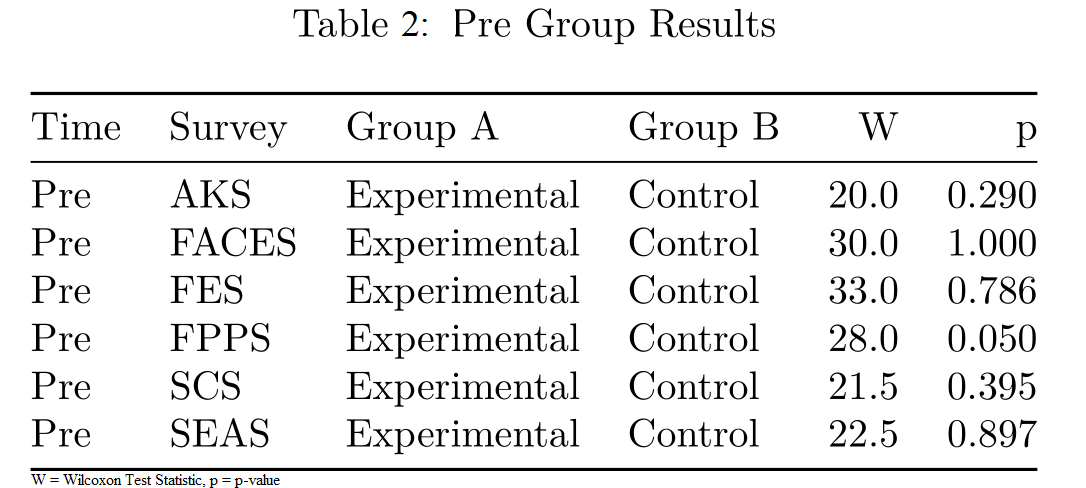 Table 2: Pre Group Results
Time Survey Group A Group B W p
Pre AKS Experimental Control 20.0 0.290
Pre FACES Experimental Control 30.0 1.000
Pre FES Experimental Control 33.0 0.786
Pre FPPS Experimental Control 28.0 0.050
Pre SCS Experimental Control 21.5 0.395
Pre SEAS Experimental Control 22.5 0.897
W = Wilcoxon Test Statistic, p = p-value